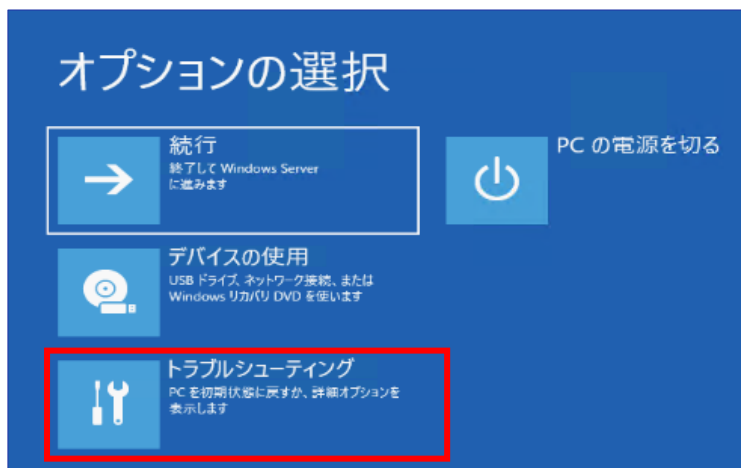 オプションの選択
続行
終了して Windows Server
に進みます
PC の電源を切る
デバイスの使用
USB ドライブ、ネットワーク接続、または
Windows リカバリ DVD を使います
トラブルシューティング
PC を初期状態に戻すか、詳細オプションを
表示します